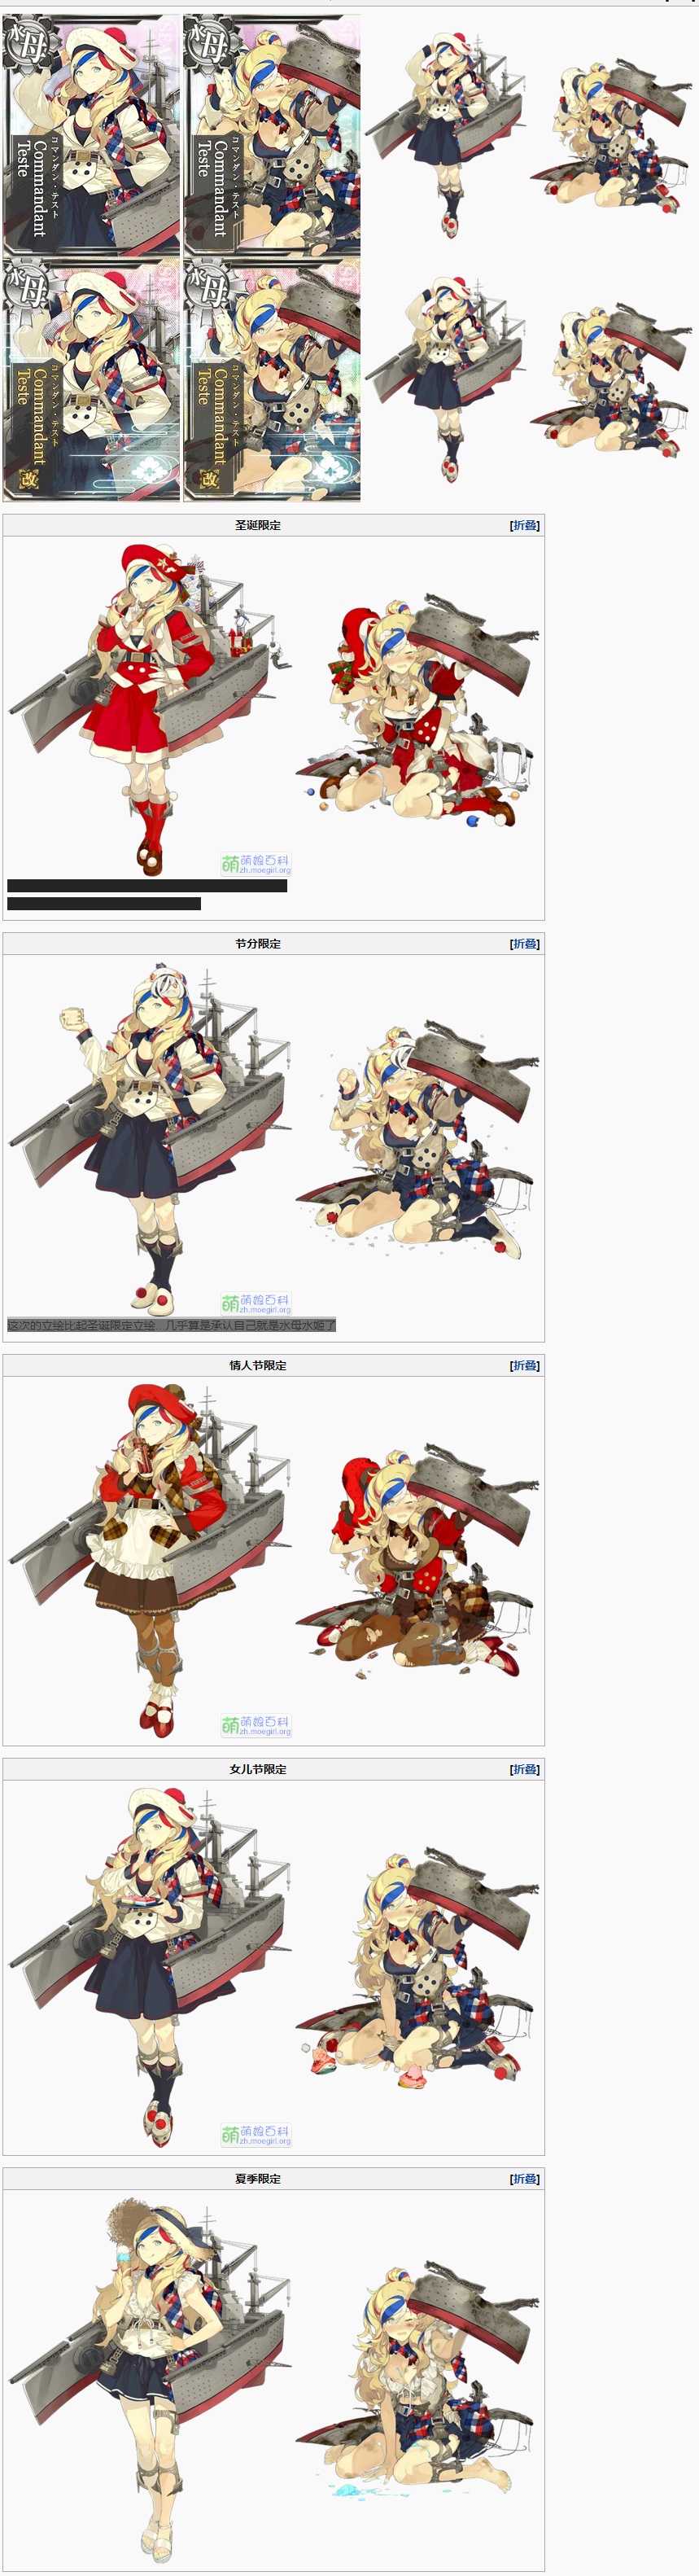 水母
コマンダン・テスト
Commandant
Teste
水母
コマンダン・テスト
Commandant
Teste
水母
コマンダン・テスト
Commandant
Teste
改
水母
コマンダン・テスト
Commandant
Teste
改
圣诞限定 [折叠]
萌 萌娘百科
zh.moegirl.org
节分限定 [折叠]
萌 萌娘百科
zh.moegirl.org
这次的立绘比起圣诞限定立绘 几乎算是承认自己就是水母水姬了
情人节限定 [折叠]
萌 萌娘百科
zh.moegirl.org
女儿节限定 [折叠]
萌 萌娘百科
zh.moegirl.org
夏季限定 [折叠]